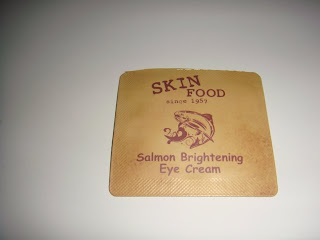 SKIN
FOOD
since 1957
Salmon Brightening
Eye Cream